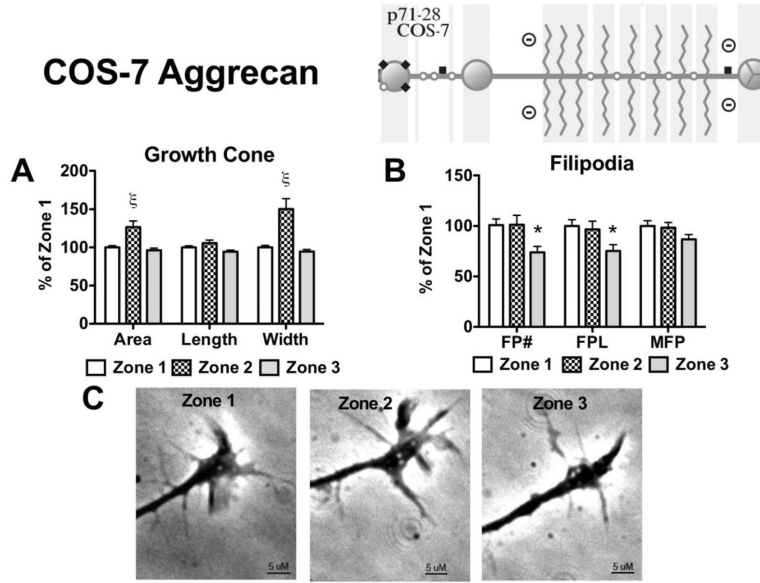 p71-28
COS-7
COS-7 Aggrecan
A
Growth Cone
% of Zone 1
200
150
100
50
0
ξ
ξ
Area Length Width
Zone 1 Zone 2 Zone 3
B
Filipodia
% of Zone 1
150
100
50
0
*
*
FP# FPL MFP
Zone 1 Zone 2 Zone 3
C
Zone 1
5 uM
Zone 2
5 uM
Zone 3
5 uM